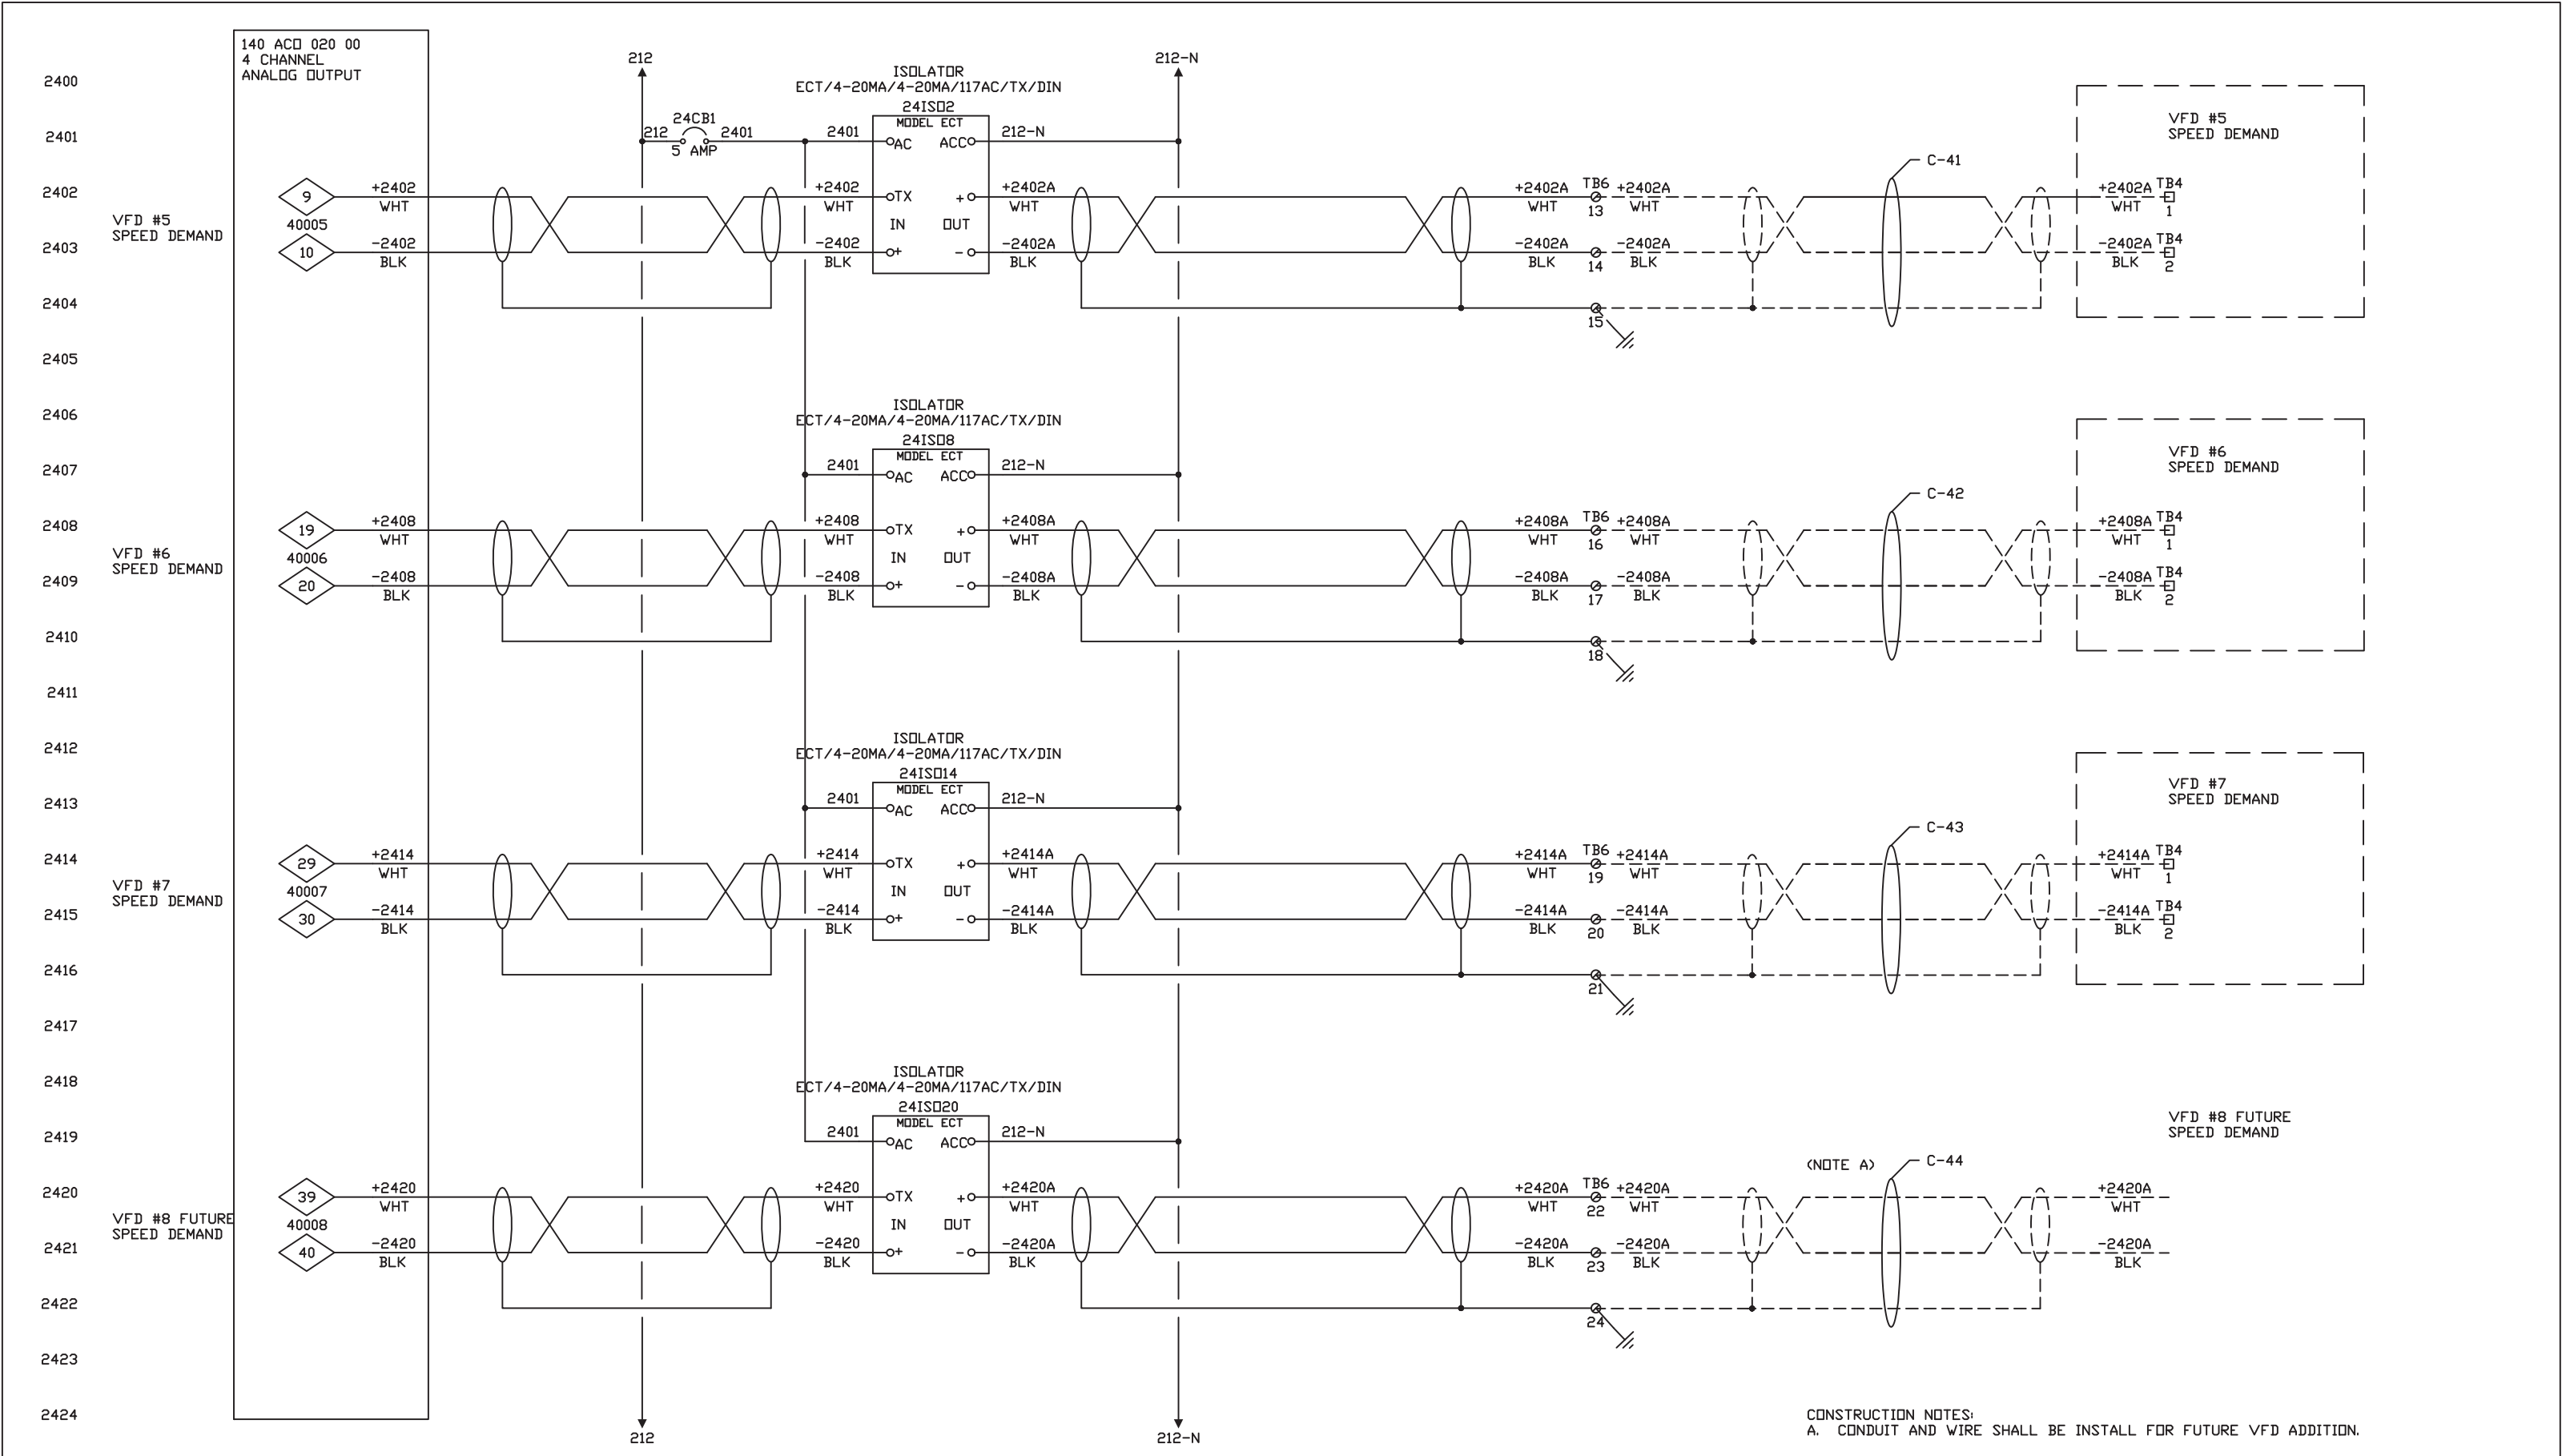 140 ACO 020 00
4 CHANNEL
ANALOG OUTPUT
212
212-N
2400
ISOLATOR
ECT/4-20MA/4-20MA/117AC/TX/DIN
24ISO2
MODEL ECT
VFD #5
SPEED DEMAND
2401
212
24CB1
2401
5 AMP
2401
AC
ACC
212-N
C-41
2402
9
+2402
WHT
+2402
WHT
TX
+
+2402A
WHT
+2402A
WHT
TB6
13
+2402A
WHT
+2402A
WHT
TB4
1
VFD #5
SPEED DEMAND
40005
IN
OUT
2403
10
-2402
BLK
-2402
BLK
+
-
-2402A
BLK
-2402A
BLK
14
-2402A
BLK
-2402A
BLK
TB4
2
2404
15
2405
2406
ISOLATOR
ECT/4-20MA/4-20MA/117AC/TX/DIN
24ISO8
MODEL ECT
VFD #6
SPEED DEMAND
2407
2401
AC
ACC
212-N
C-42
2408
19
+2408
WHT
+2408
WHT
TX
+
+2408A
WHT
+2408A
WHT
TB6
16
+2408A
WHT
+2408A
WHT
TB4
1
VFD #6
SPEED DEMAND
40006
IN
OUT
2409
20
-2408
BLK
-2408
BLK
+
-
-2408A
BLK
-2408A
BLK
17
-2408A
BLK
-2408A
BLK
TB4
2
2410
18
2411
2412
ISOLATOR
ECT/4-20MA/4-20MA/117AC/TX/DIN
24ISO14
MODEL ECT
VFD #7
SPEED DEMAND
2413
2401
AC
ACC
212-N
C-43
2414
29
+2414
WHT
+2414
WHT
TX
+
+2414A
WHT
+2414A
WHT
TB6
19
+2414A
WHT
+2414A
WHT
TB4
1
VFD #7
SPEED DEMAND
40007
IN
OUT
2415
30
-2414
BLK
-2414
BLK
+
-
-2414A
BLK
-2414A
BLK
20
-2414A
BLK
-2414A
BLK
TB4
2
2416
21
2417
2418
ISOLATOR
ECT/4-20MA/4-20MA/117AC/TX/DIN
24ISO20
MODEL ECT
VFD #8 FUTURE
SPEED DEMAND
2419
2401
AC
ACC
212-N
(NOTE A)
C-44
2420
39
+2420
WHT
+2420
WHT
TX
+
+2420A
WHT
+2420A
WHT
TB6
22
+2420A
WHT
+2420A
WHT
VFD #8 FUTURE
SPEED DEMAND
40008
IN
OUT
2421
40
-2420
BLK
-2420
BLK
+
-
-2420A
BLK
-2420A
BLK
23
-2420A
BLK
-2420A
BLK
2422
24
2423
2424
212
212-N
CONSTRUCTION NOTES:
A. CONDUIT AND WIRE SHALL BE INSTALL FOR FUTURE VFD ADDITION.